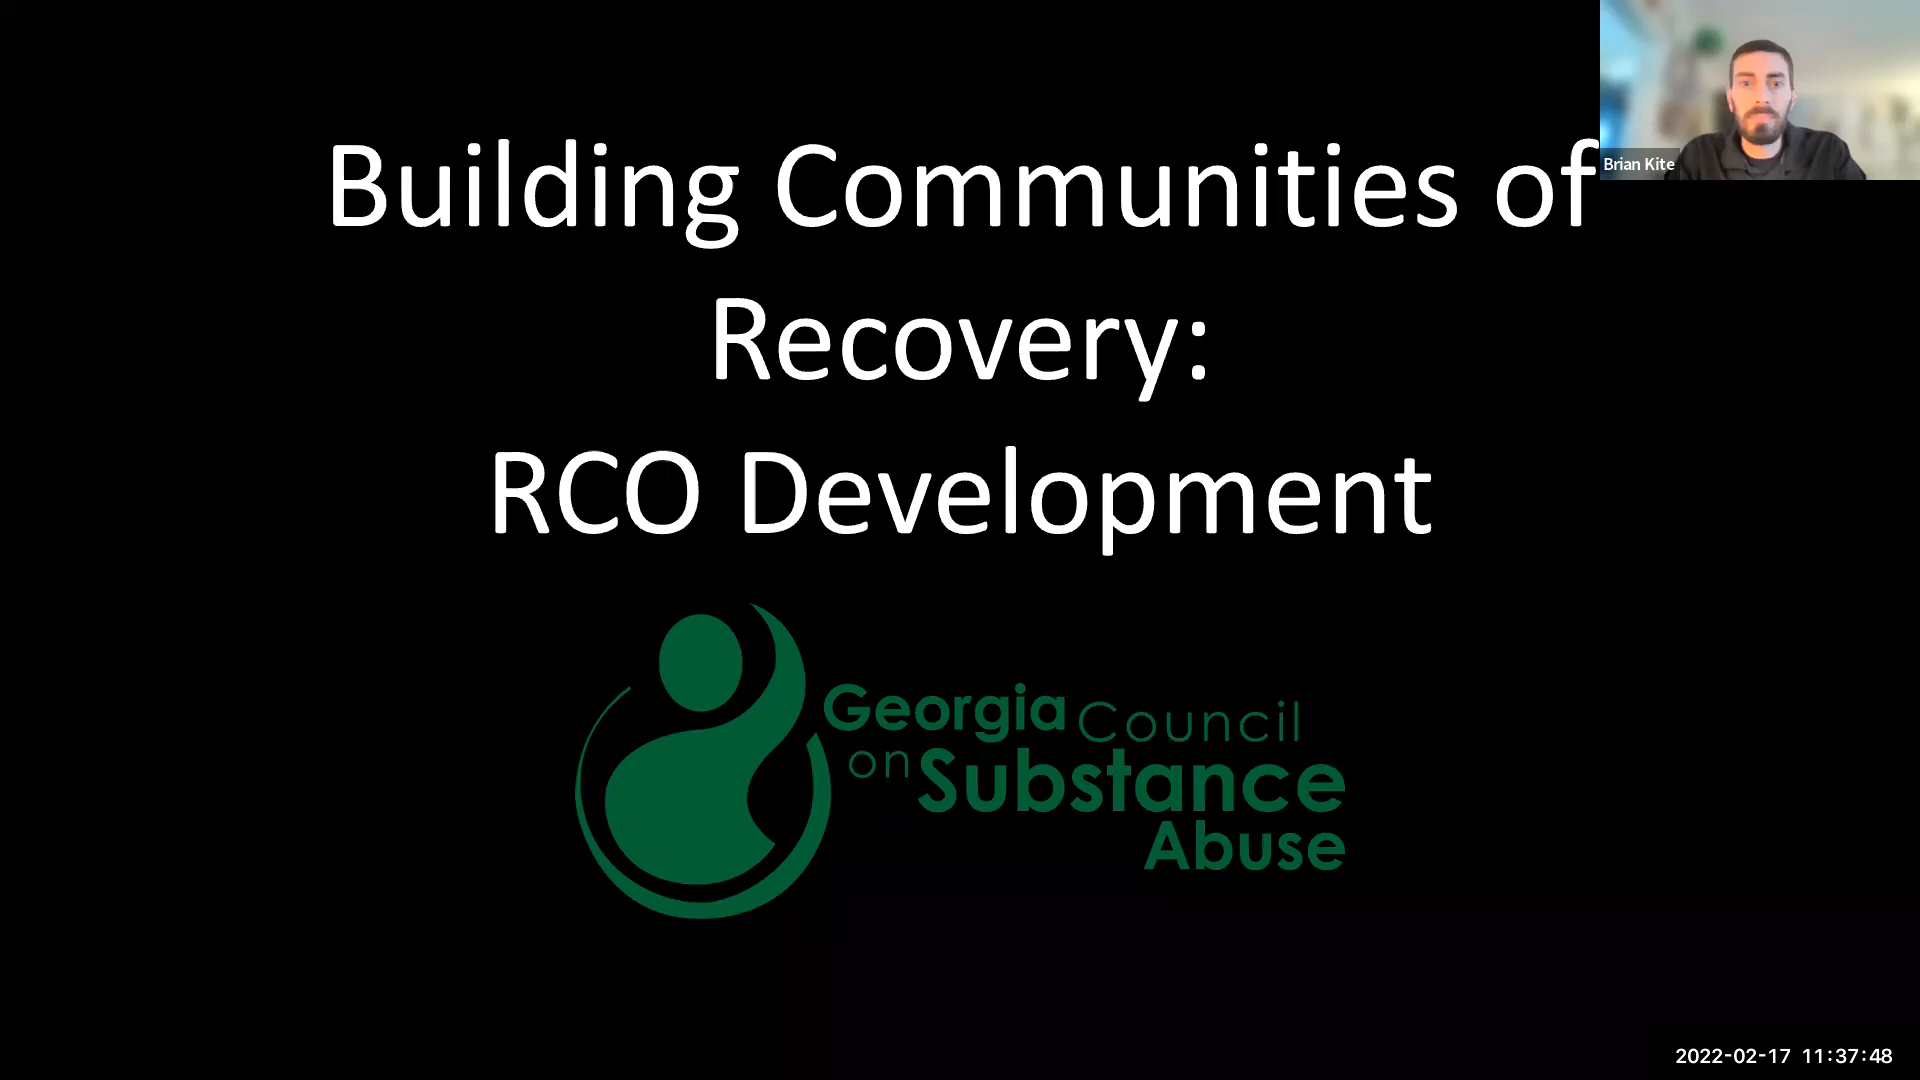 Building Communities of
Recovery:
RCO Development
Brian Kite
Georgia Council
on Substance
Abuse
2022-02-17 11:37:48